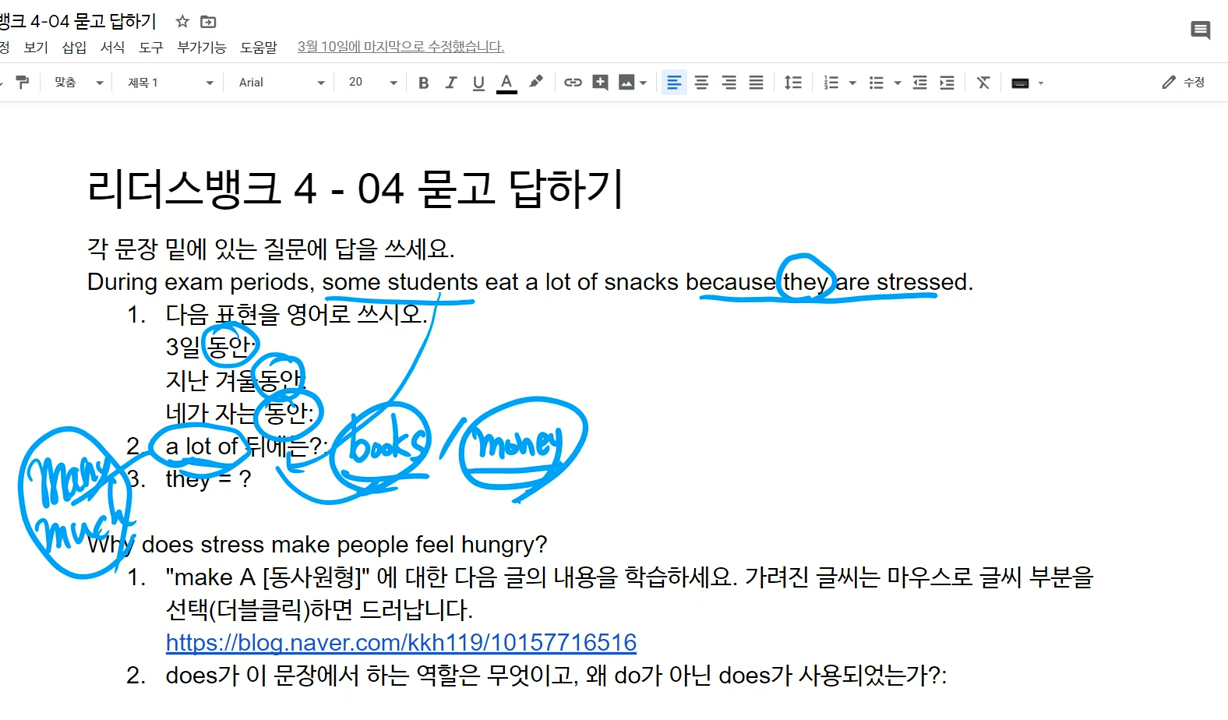 뱅크 4-04 묻고 답하기
정 보기 삽입 서식 도구 부가기능 도움말 3월 10일에 마지막으로 수정했습니다.
맞춤 제목 1 Arial 20 B I U A 수정
리더스뱅크 4 - 04 묻고 답하기
각 문장 밑에 있는 질문에 답을 쓰세요.
During exam periods, some students eat a lot of snacks because they are stressed.
1. 다음 표현을 영어로 쓰시오.
3일 동안:
지난 겨울동안:
네가 자는 동안:
2. a lot of 뒤에는?: books / money
3. they = ?
many
much
Why does stress make people feel hungry?
1. "make A [동사원형]" 에 대한 다음 글의 내용을 학습하세요. 가려진 글씨는 마우스로 글씨 부분을
선택(더블클릭)하면 드러납니다.
https://blog.naver.com/kkh119/10157716516
2. does가 이 문장에서 하는 역할은 무엇이고, 왜 do가 아닌 does가 사용되었는가?: